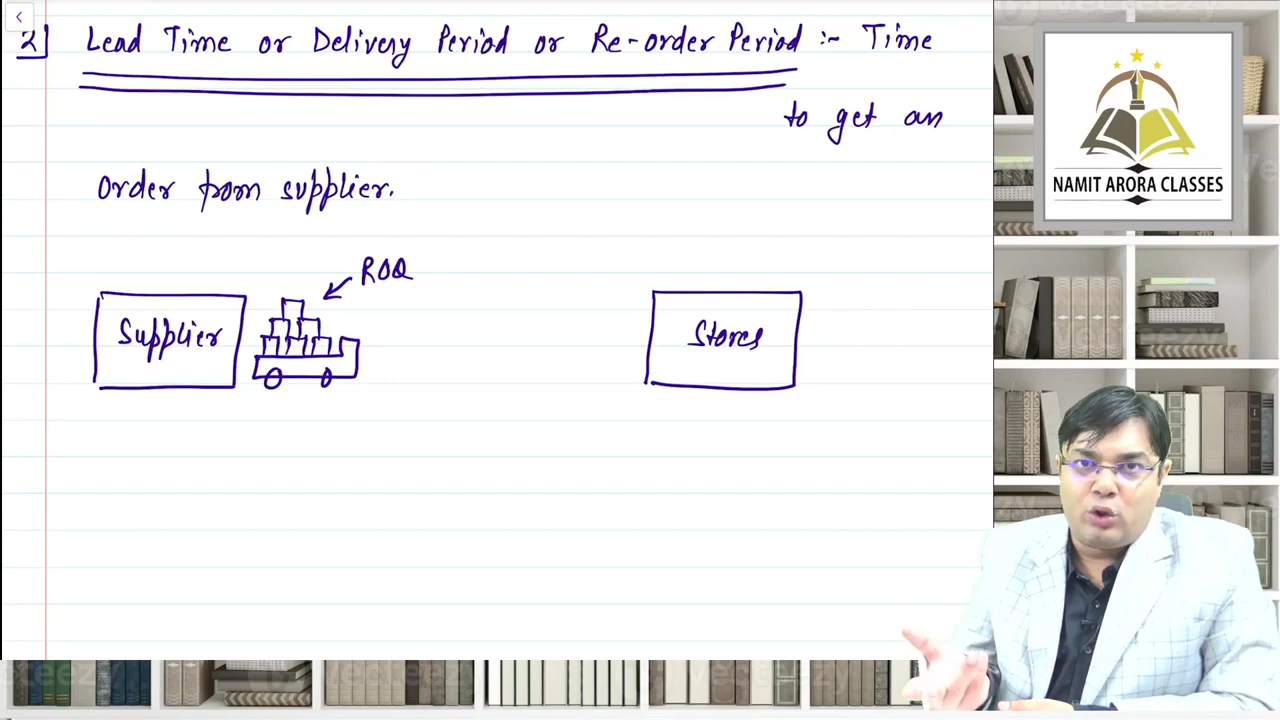 2] Lead Time or Delivery Period or Re-order Period :- Time
to get an
Order from supplier.
ROQ
Supplier
Stores
NAMIT ARORA CLASSES